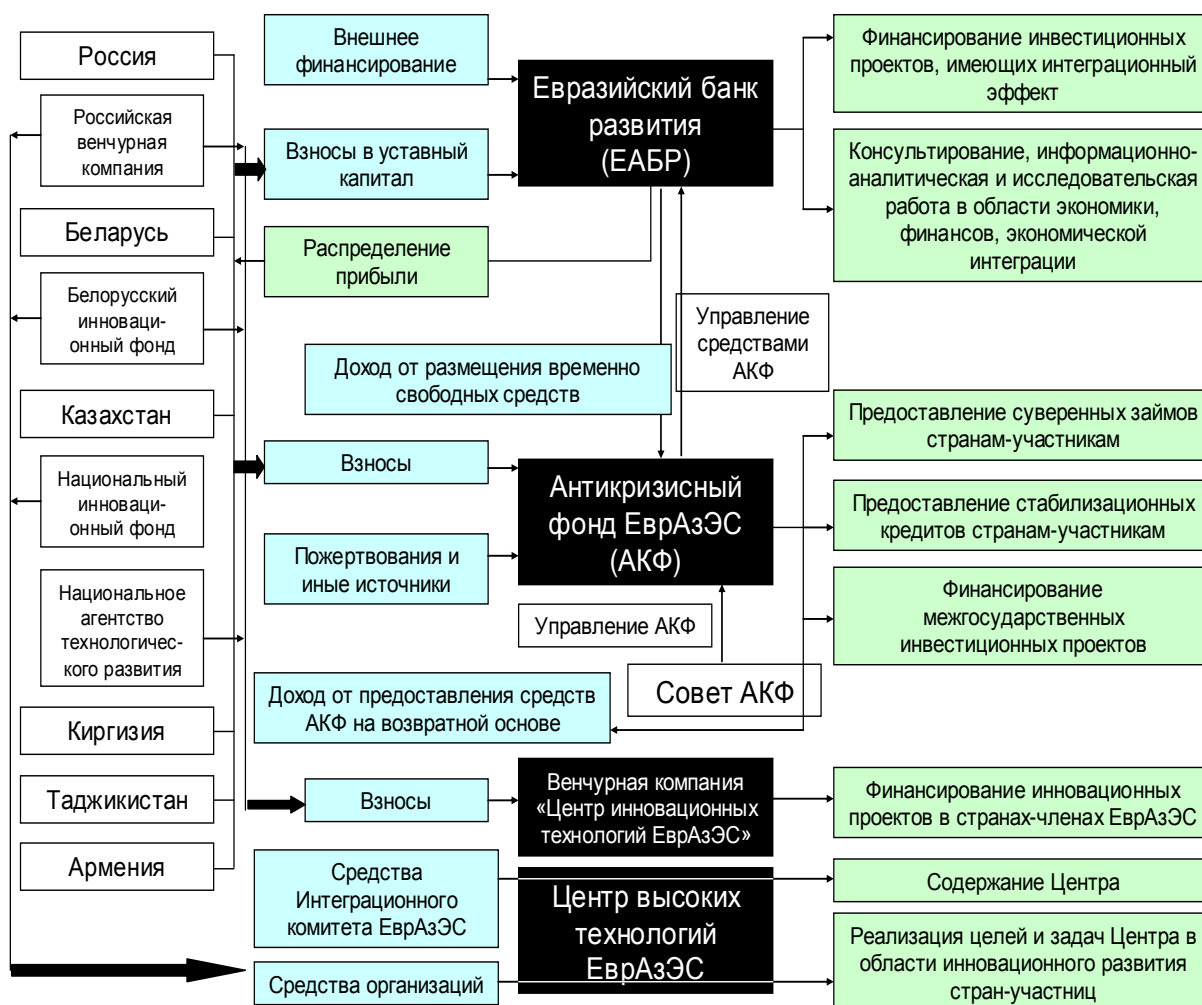 Россия
Российская
венчурная
компания
Беларусь
Белорусский
инноваци-
онный фонд
Казахстан
Национальный
инноваци-
онный фонд
Национальное
агентство
технологичес-
кого развития
Киргизия
Таджикистан
Армения
Внешнее
финансирование
Взносы в уставный
капитал
Распределение
прибыли
Доход от размещения временно
свободных средств
Взносы
Пожертвования и
иные источники
Доход от предоставления средств
АКФ на возвратной основе
Взносы
Средства
Интеграционного
комитета ЕврАзЭС
Средства организаций
Евразийский банк
развития
(ЕАБР)
Управление
средствами
АКФ
Антикризисный
фонд ЕврАзЭС
(АКФ)
Управление АКФ
Совет АКФ
Венчурная компания
«Центр инновационных
технологий ЕврАзЭС»
Центр высоких
технологий
ЕврАзЭС
Финансирование инвестиционных
проектов, имеющих интеграционный
эффект
Консультирование, информационно-
аналитическая и исследовательская
работа в области экономики,
финансов, экономической
интеграции
Предоставление суверенных займов
странам-участникам
Предоставление стабилизационных
кредитов странам-участникам
Финансирование
межгосударственных
инвестиционных проектов
Финансирование инновационных
проектов в странах-членах ЕврАзЭС
Содержание Центра
Реализация целей и задач Центра в
области инновационного развития
стран-участниц